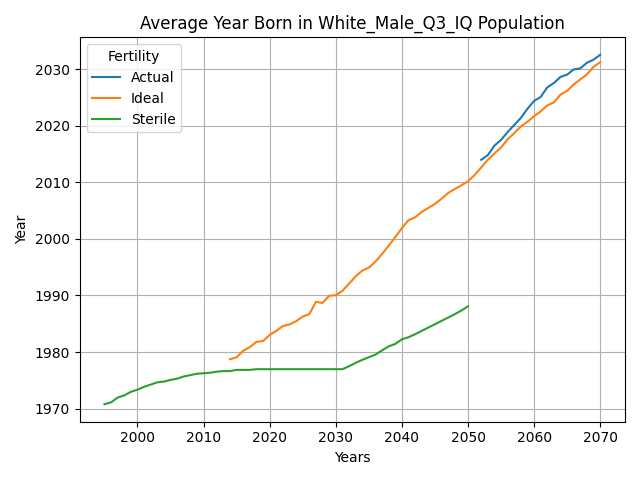 Average Year Born in White_Male_Q3_IQ Population
Fertility
Actual
Ideal
Sterile
Year
2030
2020
2010
2000
1990
1980
1970
2000 2010 2020 2030 2040 2050 2060 2070
Years